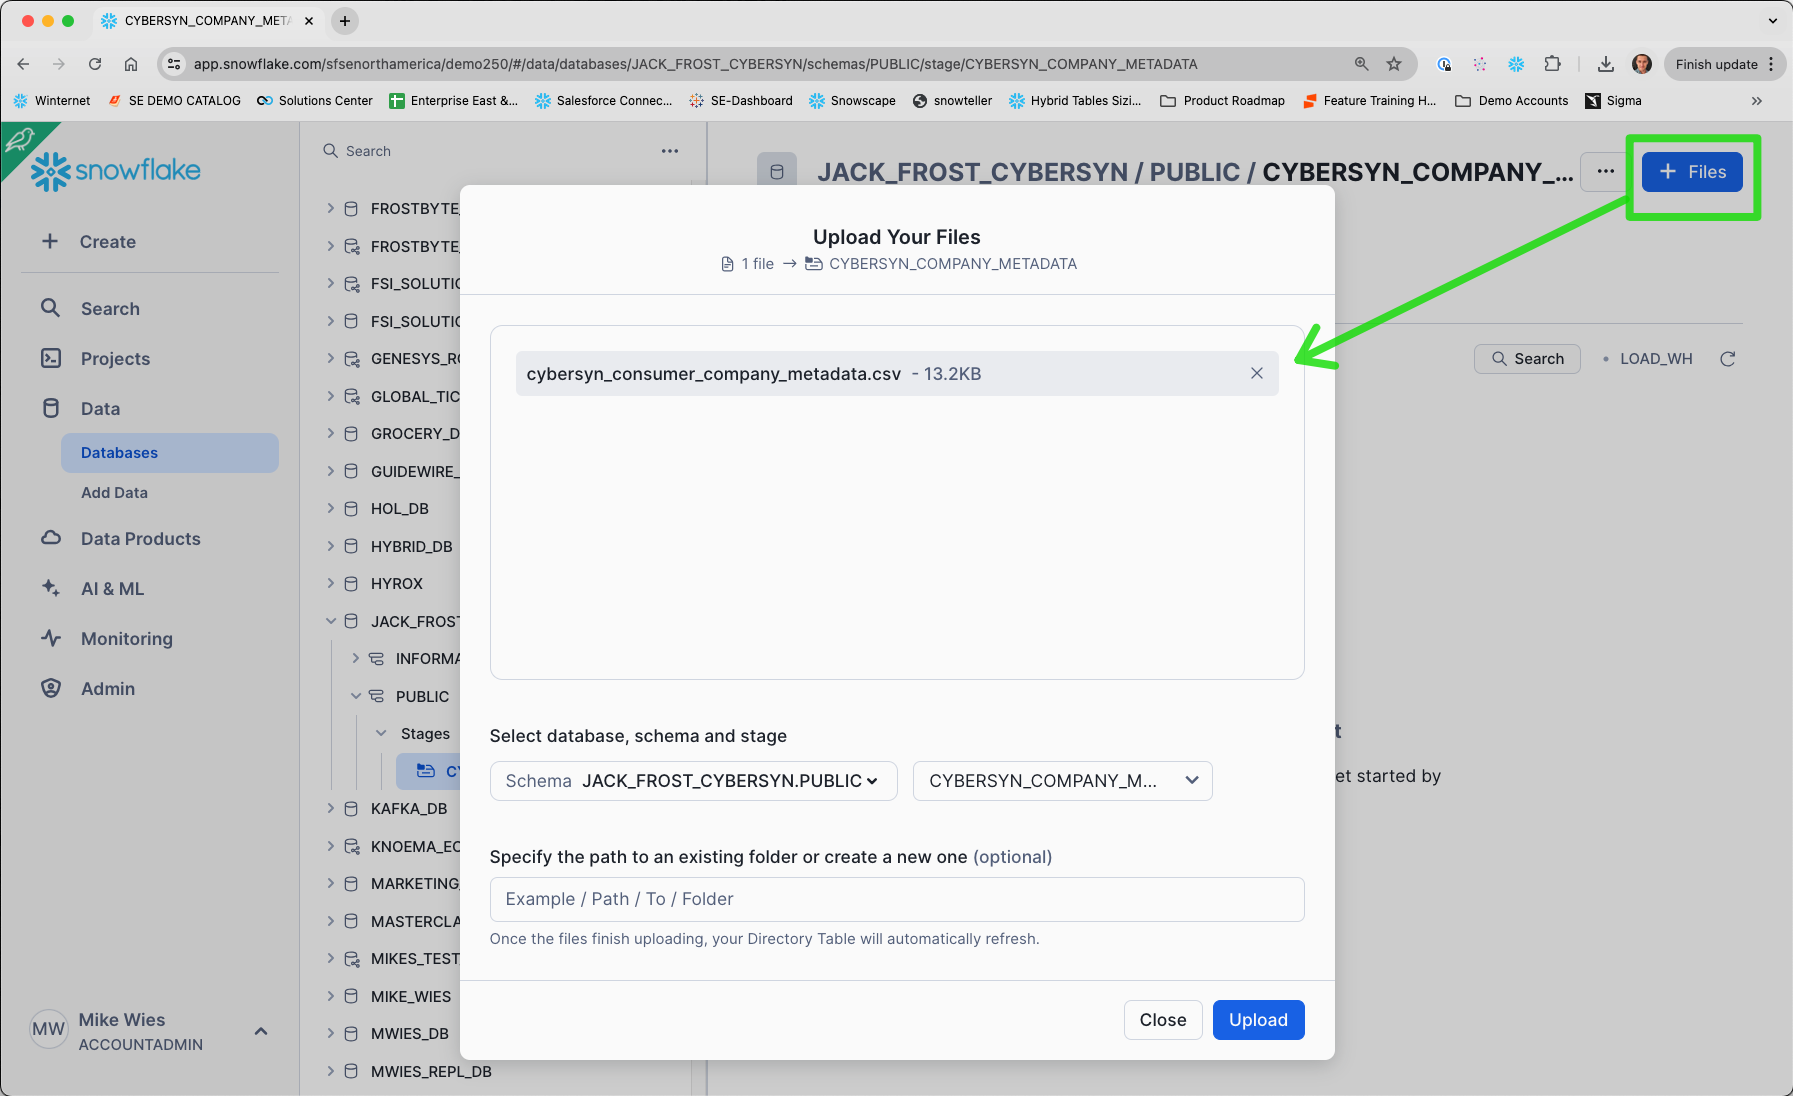 CYBERSYN_COMPANY_META
app.snowflake.com/sfsenorthamerica/demo250/#/data/databases/JACK_FROST_CYBERSYN/schemas/PUBLIC/stage/CYBERSYN_COMPANY_METADATA
Finish update
Winternet
SE DEMO CATALOG
Solutions Center
Enterprise East &...
Salesforce Connec...
SE-Dashboard
Snowscape
snowteller
Hybrid Tables Sizi...
Product Roadmap
Feature Training H...
Demo Accounts
Sigma
snowflake
Create
Search
Projects
Data
Databases
Add Data
Data Products
AI & ML
Monitoring
Admin
MW
Mike Wies
ACCOUNTADMIN
Search
FROSTBYTE_
FROSTBYTE_
FSI_SOLUTIO
FSI_SOLUTIO
GENESYS_RO
GLOBAL_TIC
GROCERY_D
GUIDEWIRE_
HOL_DB
HYBRID_DB
HYROX
JACK_FROST
INFORMA
PUBLIC
Stages
CY
KAFKA_DB
KNOEMA_EC
MARKETING_
MASTERCLA
MIKES_TEST
MIKE_WIES
MWIES_DB
MWIES_REPL_DB
JACK_FROST_CYBERSYN / PUBLIC / CYBERSYN_COMPANY_...
+ Files
Search
LOAD_WH
t
et started by
Upload Your Files
1 file → CYBERSYN_COMPANY_METADATA
cybersyn_consumer_company_metadata.csv - 13.2KB
Select database, schema and stage
Schema JACK_FROST_CYBERSYN.PUBLIC
CYBERSYN_COMPANY_M...
Specify the path to an existing folder or create a new one (optional)
Example / Path / To / Folder
Once the files finish uploading, your Directory Table will automatically refresh.
Close
Upload